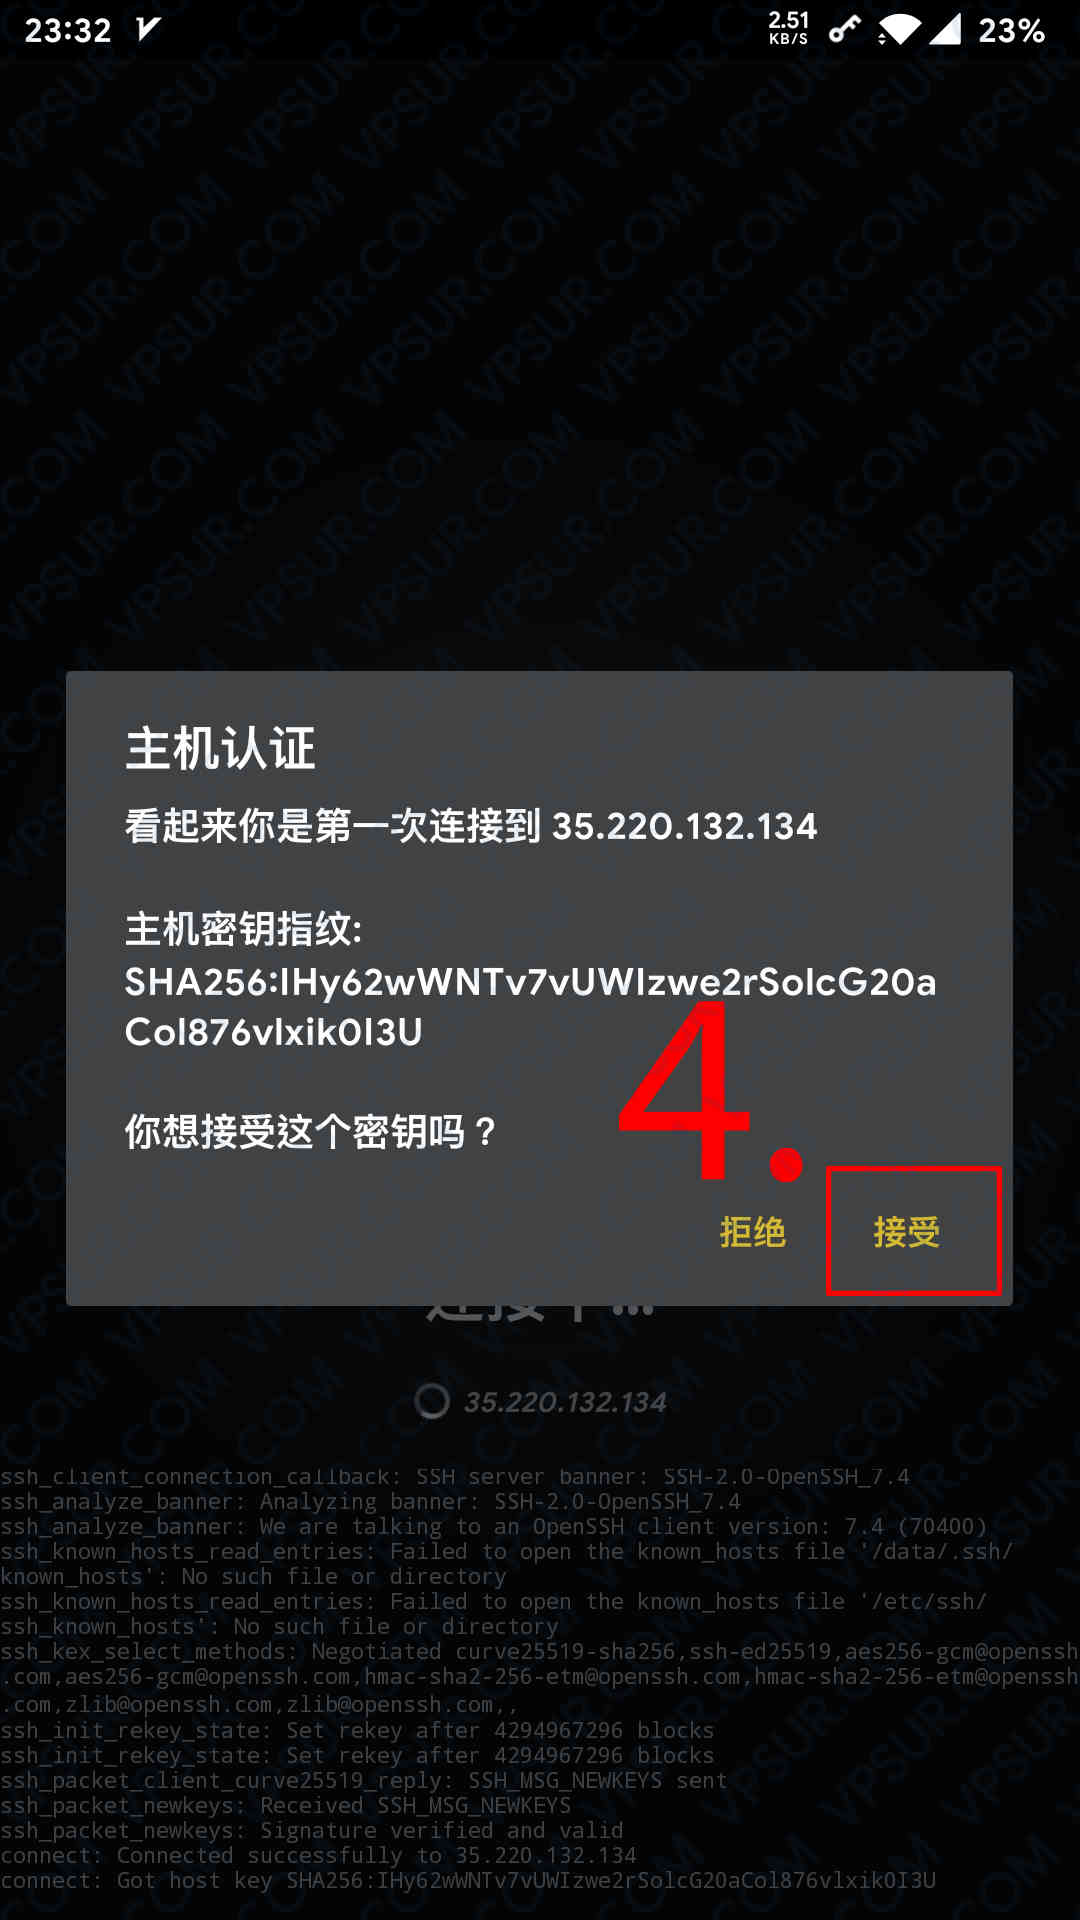 23:32 2.51 KB/S 23%
主机认证
看起来你是第一次连接到 35.220.132.134
主机密钥指纹:
SHA256:IHy62wWNTv7vUWIzwe2rSolcG20a
Col876vlxik0I3U
你想接受这个密钥吗？
4.
拒绝 接受
连接中...
35.220.132.134
ssh_client_connection_callback: SSH server banner: SSH-2.0-OpenSSH_7.4
ssh_analyze_banner: Analyzing banner: SSH-2.0-OpenSSH_7.4
ssh_analyze_banner: We are talking to an OpenSSH client version: 7.4 (70400)
ssh_known_hosts_read_entries: Failed to open the known_hosts file '/data/.ssh/
known_hosts': No such file or directory
ssh_known_hosts_read_entries: Failed to open the known_hosts file '/etc/ssh/
ssh_known_hosts': No such file or directory
ssh_kex_select_methods: Negotiated curve25519-sha256,ssh-ed25519,aes256-gcm@openssh
.com,aes256-gcm@openssh.com,hmac-sha2-256-etm@openssh.com,hmac-sha2-256-etm@openssh
.com,zlib@openssh.com,zlib@openssh.com,,
ssh_init_rekey_state: Set rekey after 4294967296 blocks
ssh_init_rekey_state: Set rekey after 4294967296 blocks
ssh_packet_client_curve25519_reply: SSH_MSG_NEWKEYS sent
ssh_packet_newkeys: Received SSH_MSG_NEWKEYS
ssh_packet_newkeys: Signature verified and valid
connect: Connected successfully to 35.220.132.134
connect: Got host key SHA256:IHy62wWNTv7vUWIzwe2rSolcG20aCol876vlxik0I3U
VPSUR.COM